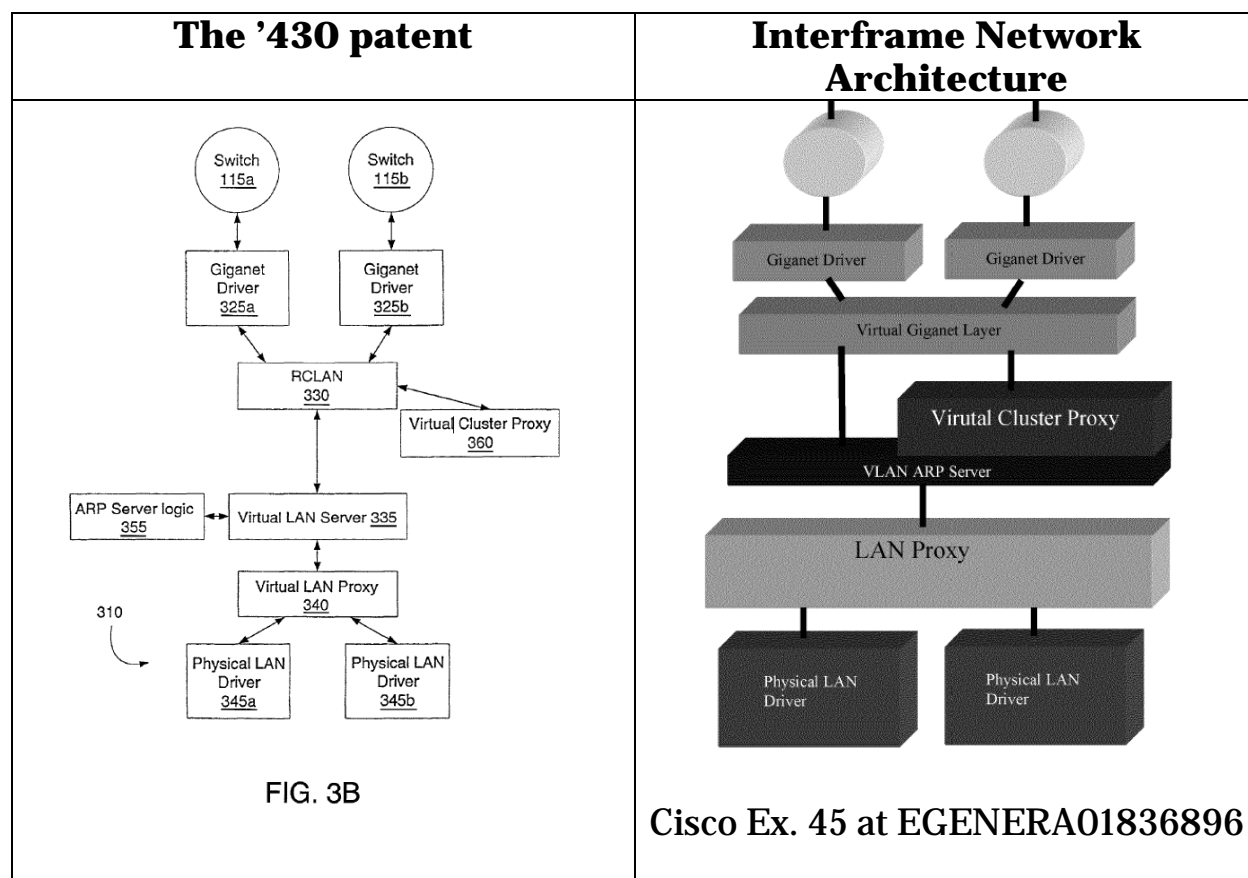 The ’430 patent
Interframe Network
Architecture
Switch
115a
Switch
115b
Giganet
Driver
325a
Giganet
Driver
325b
RCLAN
330
Virtual Cluster Proxy
360
ARP Server logic
355
Virtual LAN Server 335
Virtual LAN Proxy
340
310
Physical LAN
Driver
345a
Physical LAN
Driver
345b
FIG. 3B
Giganet Driver
Giganet Driver
Virtual Giganet Layer
Virutal Cluster Proxy
VLAN ARP Server
LAN Proxy
Physical LAN
Driver
Physical LAN
Driver
Cisco Ex. 45 at EGENERA01836896